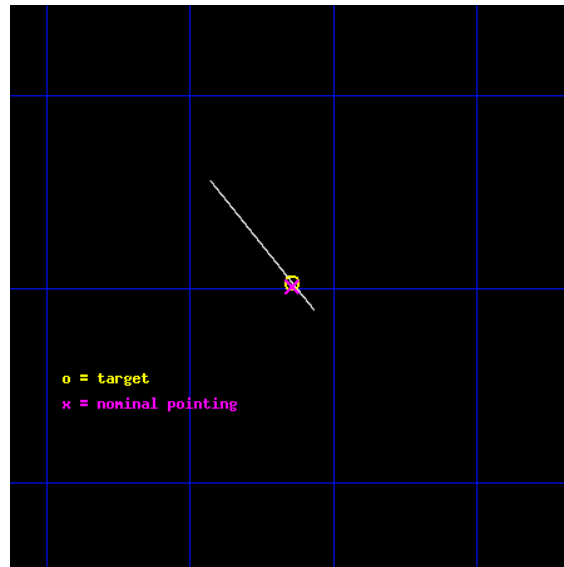 o = target
x = nominal pointing